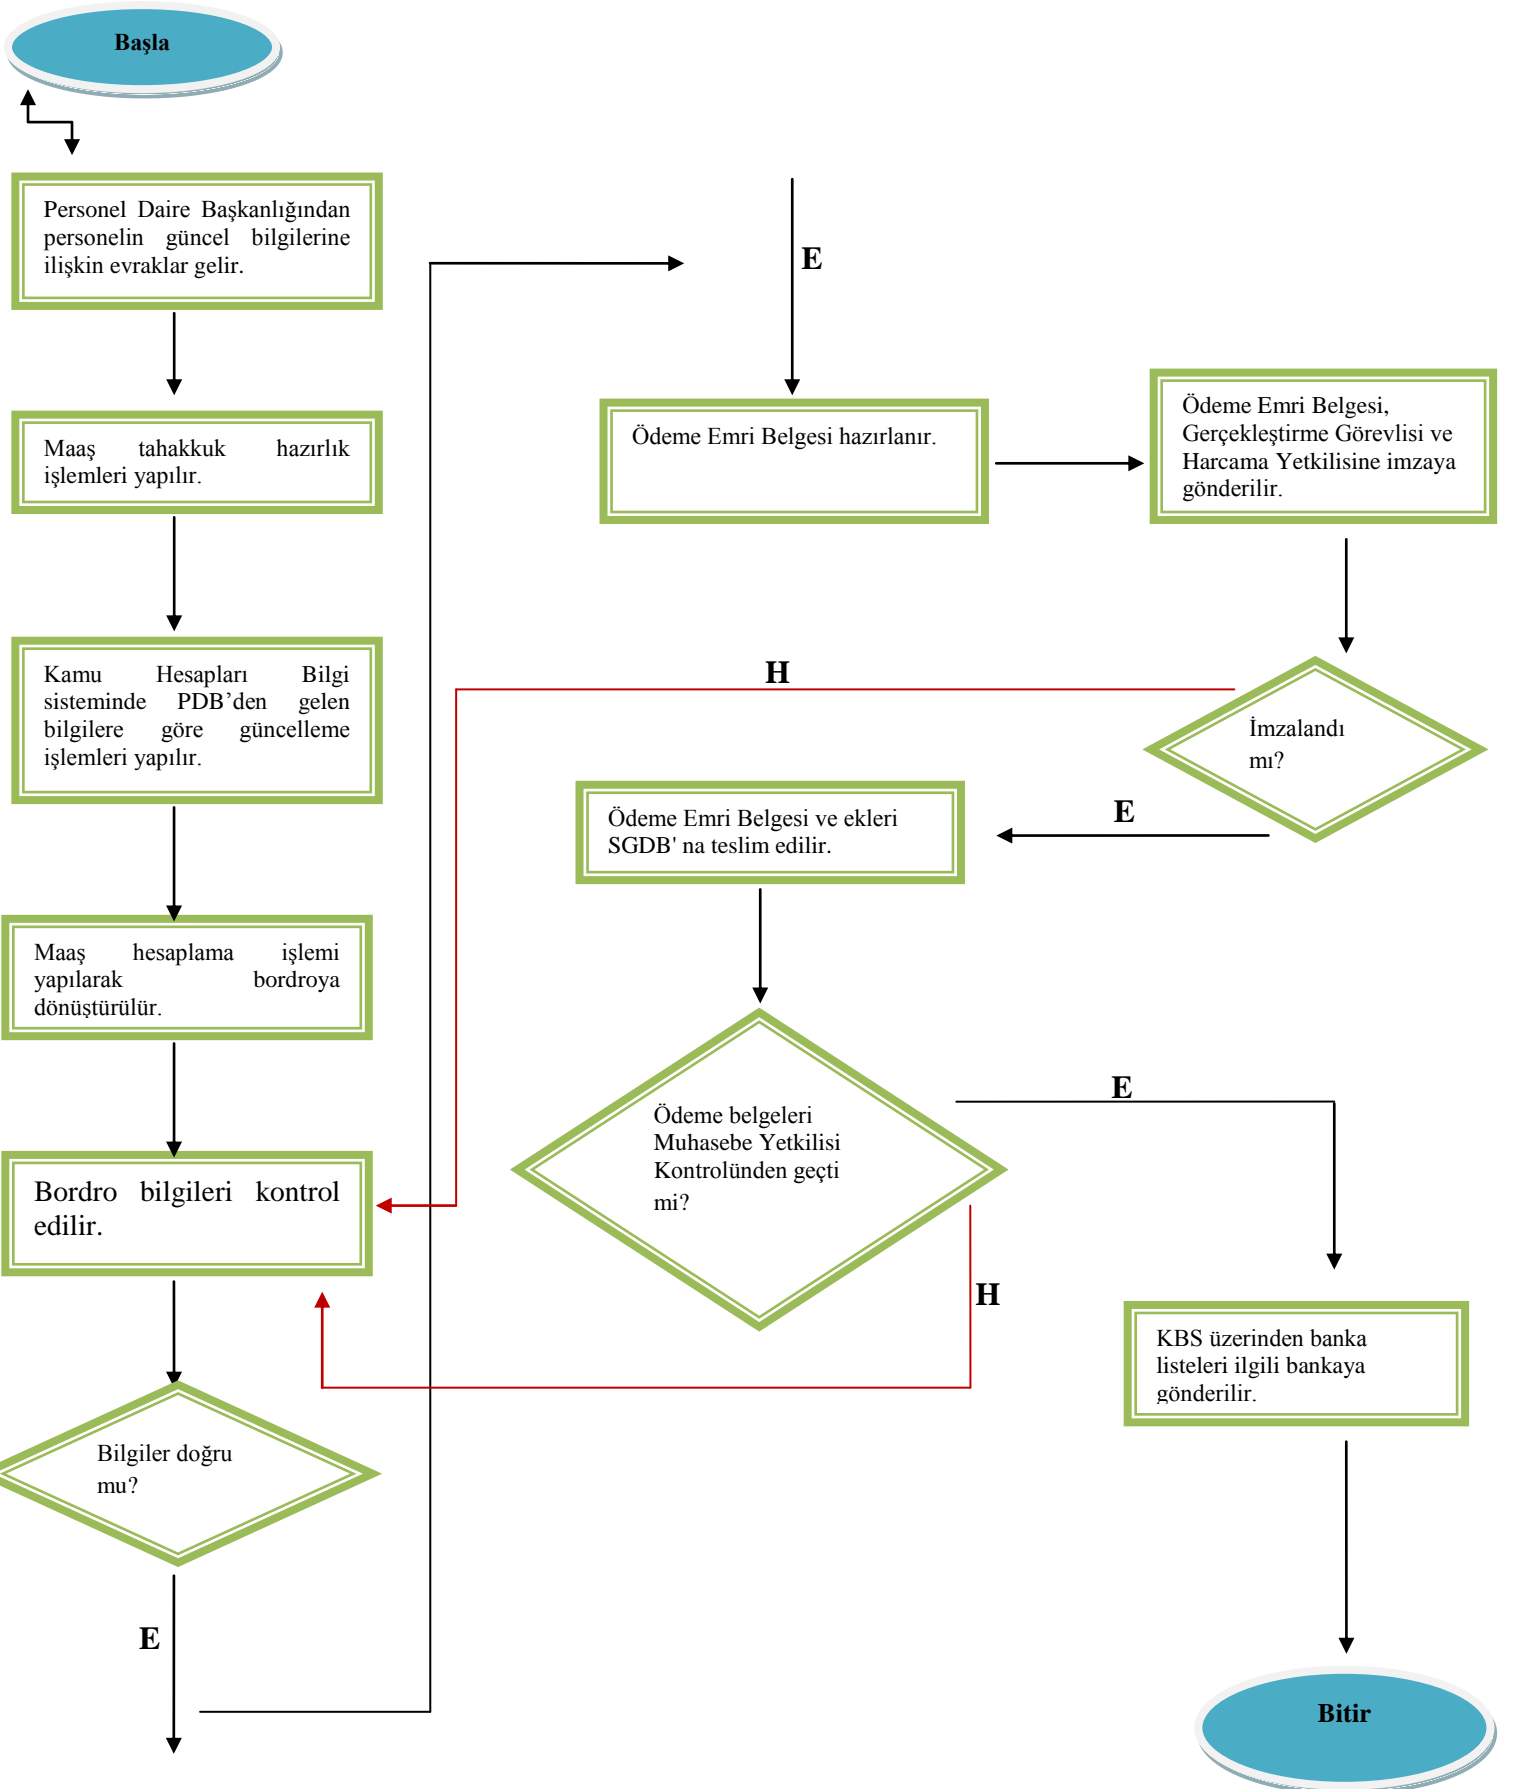 Başla
Personel Daire Başkanlığından
personelin güncel bilgilerine
ilişkin evraklar gelir.
Maaş tahakkuk hazırlık
işlemleri yapılır.
Kamu Hesapları Bilgi
sisteminde PDB’den gelen
bilgilere göre güncelleme
işlemleri yapılır.
Maaş hesaplama işlemi
yapılarak bordroya
dönüştürülür.
Bordro bilgileri kontrol
edilir.
Bilgiler doğru
mu?
E
E
Ödeme Emri Belgesi hazırlanır.
Ödeme Emri Belgesi,
Gerçekleştirme Görevlisi ve
Harcama Yetkilisine imzaya
gönderilir.
H
İmzalandı
mı?
E
Ödeme Emri Belgesi ve ekleri
SGDB' na teslim edilir.
Ödeme belgeleri
Muhasebe Yetkilisi
Kontrolünden geçti
mi?
E
H
KBS üzerinden banka
listeleri ilgili bankaya
gönderilir.
Bitir